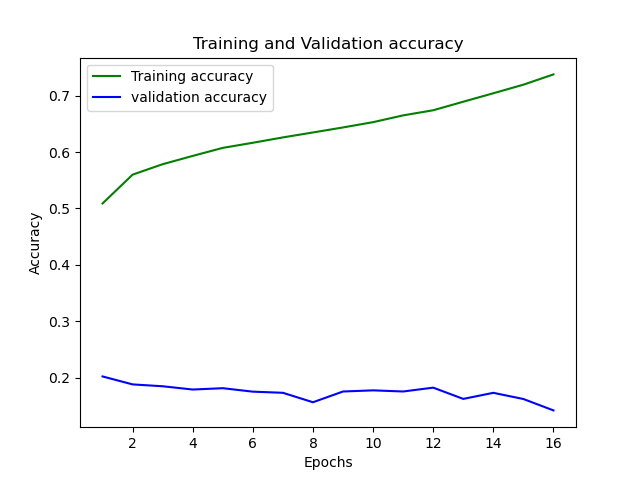 Training and Validation accuracy
Training accuracy
validation accuracy
Accuracy
0.7
0.6
0.5
0.4
0.3
0.2
2 4 6 8 10 12 14 16
Epochs